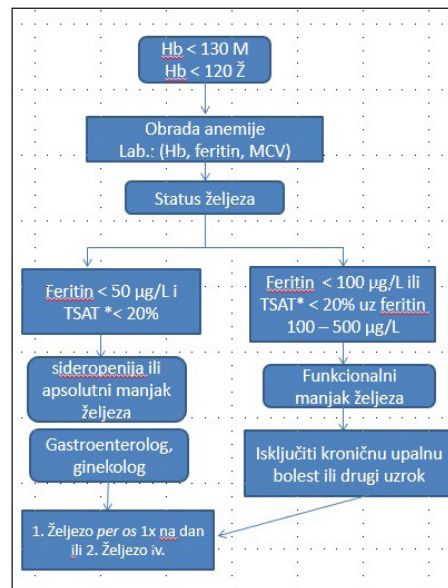 Hb < 130 M
Hb < 120 Ž
Obrada anemije
Lab.: (Hb, feritin, MCV)
Status željeza
Feritin < 50 µg/L i
TSAT *< 20%
Feritin < 100 µg/L ili
TSAT* < 20% uz feritin
100 – 500 µg/L
sideropenija ili
apsolutni manjak
željeza
Funkcionalni
manjak željeza
Gastroenterolog,
ginekolog
Isključiti kroničnu upalnu
bolest ili drugi uzrok
1. Željezo per os 1x na dan
ili 2. Željezo iv.